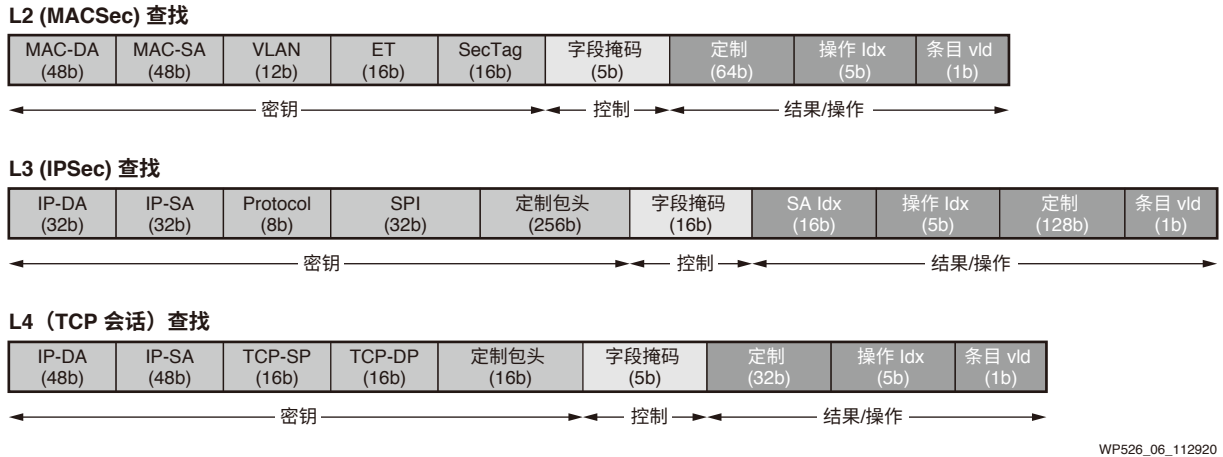 L2 (MACSec) 查找
MAC-DA MAC-SA VLAN ET SecTag 字段掩码 定制 操作 Idx 条目 vld
(48b) (48b) (12b) (16b) (16b) (5b) (64b) (5b) (1b)
密钥 控制 结果/操作
L3 (IPSec) 查找
IP-DA IP-SA Protocol SPI 定制包头 字段掩码 SA Idx 操作 Idx 定制 条目 vld
(32b) (32b) (8b) (32b) (256b) (16b) (16b) (5b) (128b) (1b)
密钥 控制 结果/操作
L4（TCP 会话）查找
IP-DA IP-SA TCP-SP TCP-DP 定制包头 字段掩码 定制 操作 Idx 条目 vld
(48b) (48b) (16b) (16b) (16b) (5b) (32b) (5b) (1b)
密钥 控制 结果/操作
WP526_06_112920